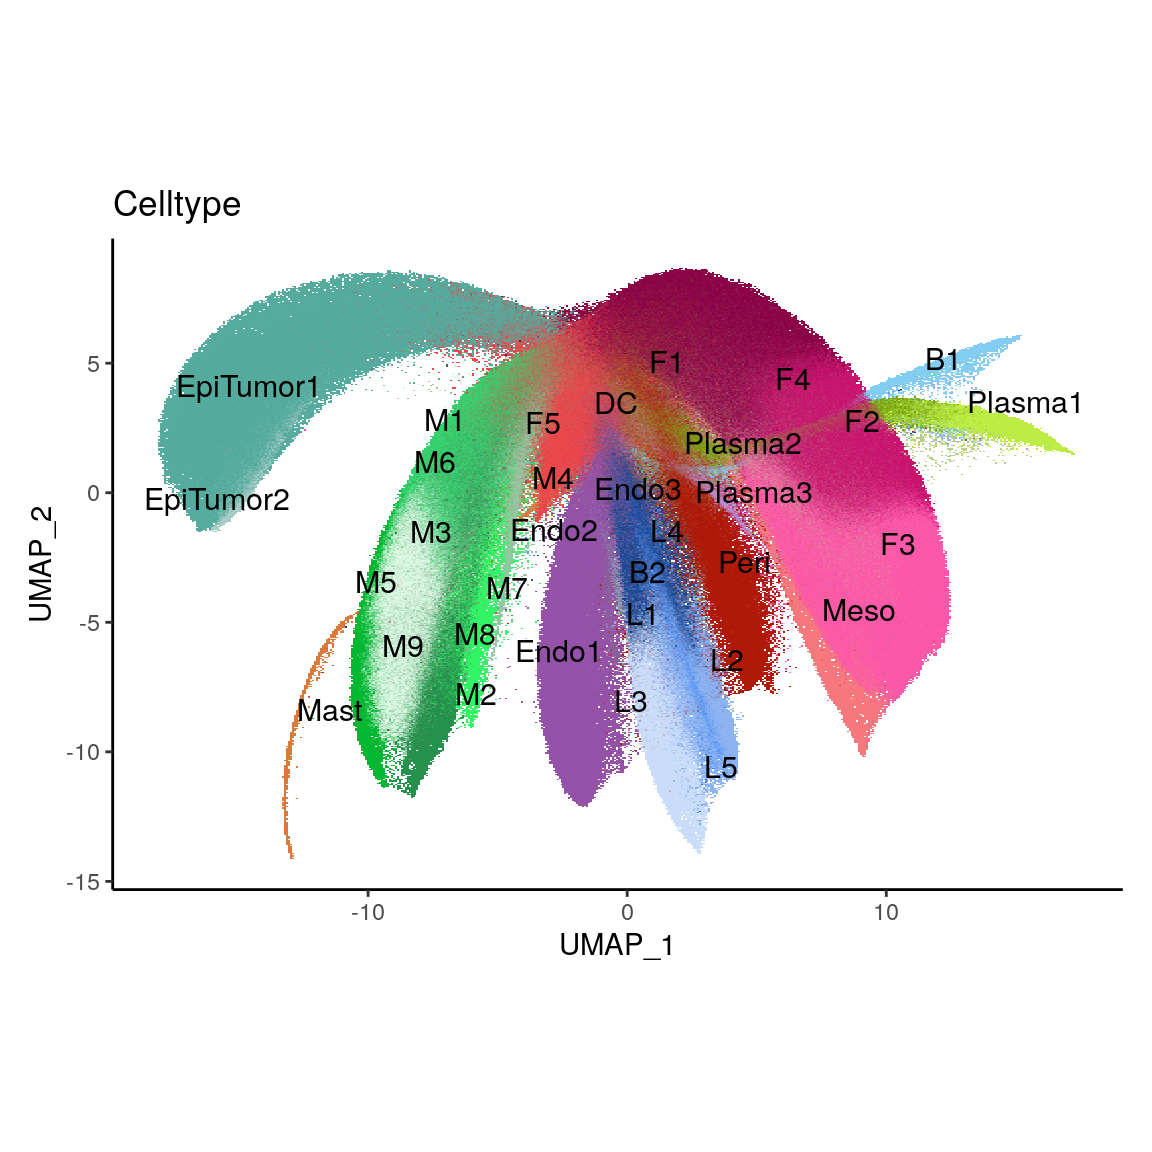 Celltype
UMAP_2
5
0
-5
-10
-15
EpiTumor1
EpiTumor2
M1
M6
M3
M5
M9
M7
M8
M2
Mast
F5
M4
DC
F1
F4
F2
B1
Plasma1
Plasma2
Plasma3
Endo3
Endo2
Endo1
L4
B2
L1
Peri
L2
L3
L5
F3
Meso
-10
0
10
UMAP_1